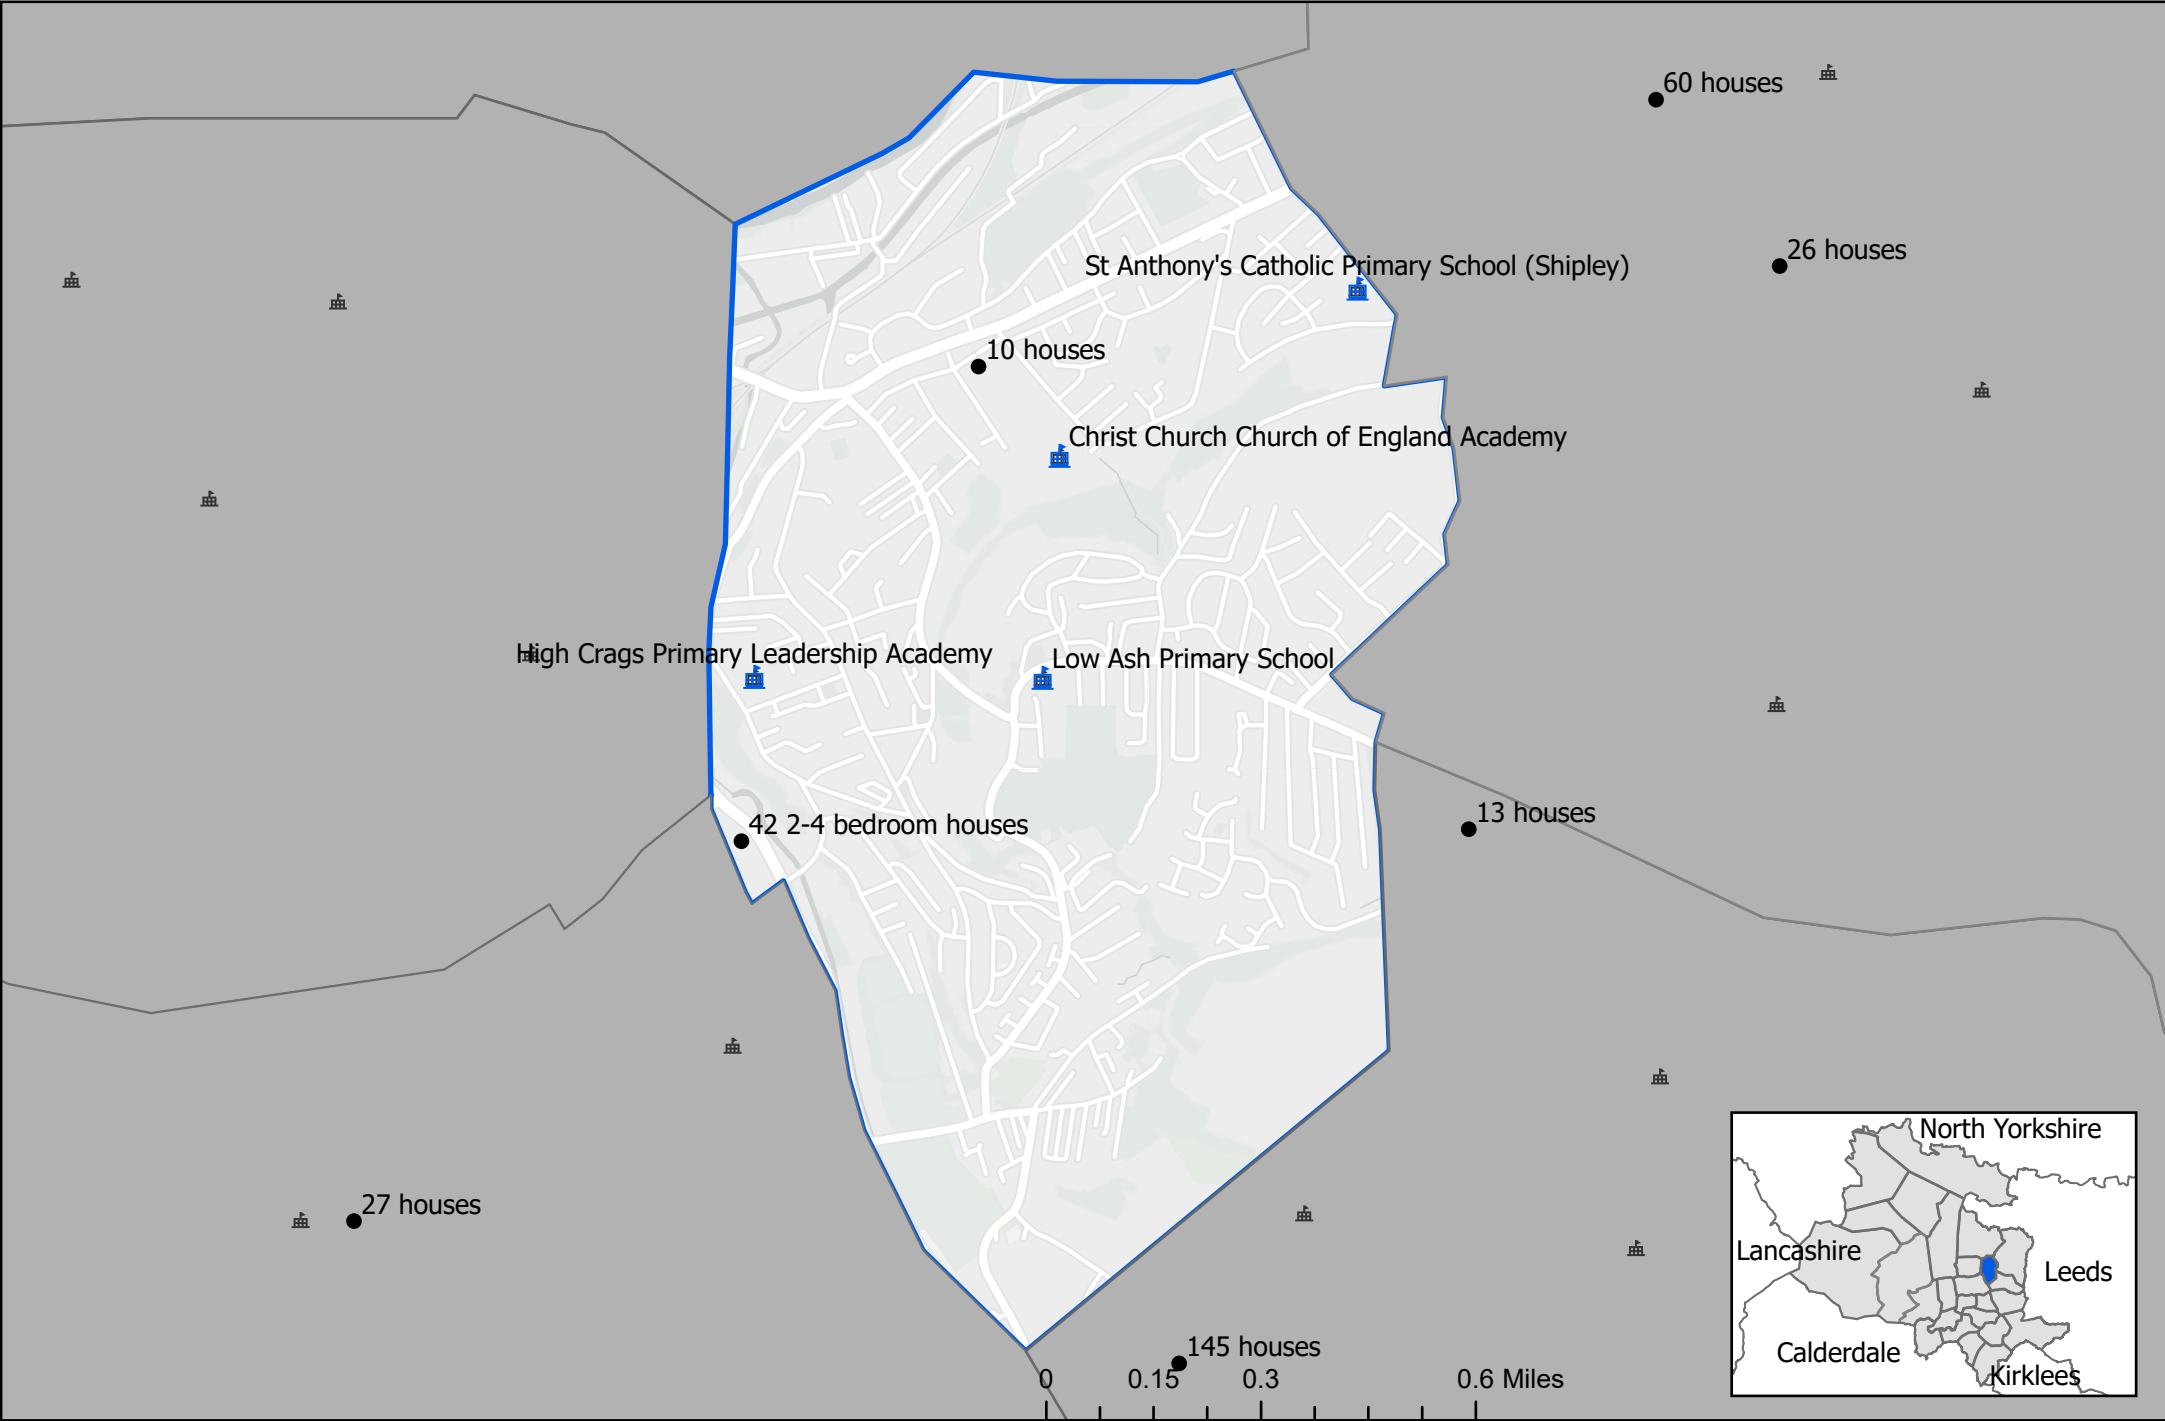 60 houses
26 houses
St Anthony's Catholic Primary School (Shipley)
10 houses
Christ Church Church of England Academy
High Crags Primary Leadership Academy
Low Ash Primary School
42 2-4 bedroom houses
13 houses
27 houses
145 houses
0 0.15 0.3 0.6 Miles
North Yorkshire
Lancashire
Leeds
Calderdale
Kirklees